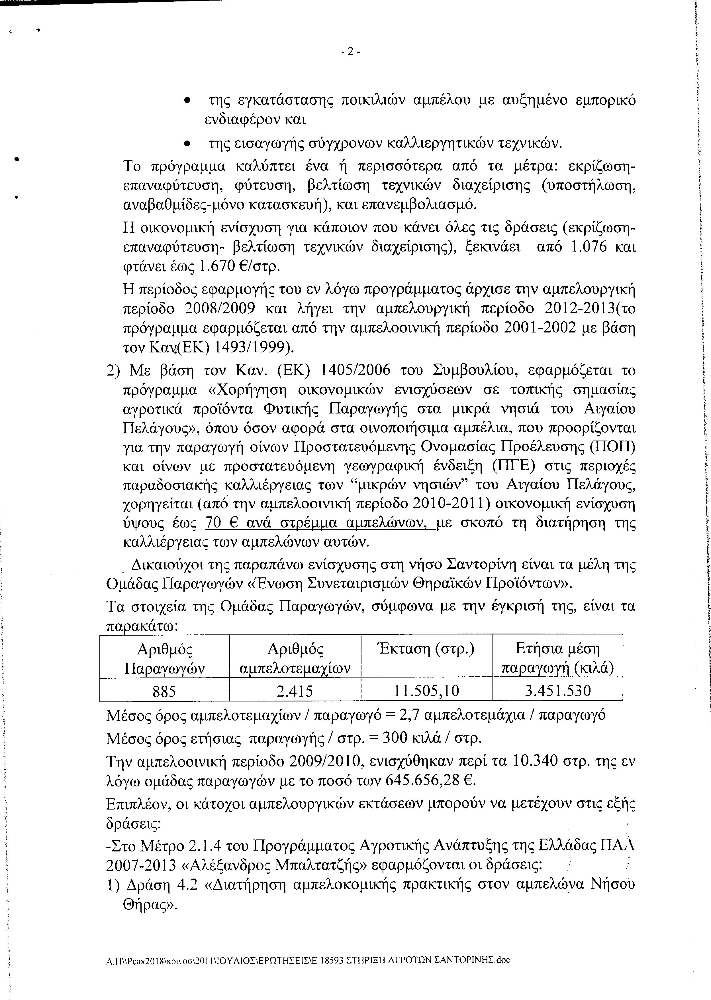 - 2 -
• της εγκατάστασης ποικιλιών αμπέλου με αυξημένο εμπορικό
ενδιαφέρον και
• της εισαγωγής σύγχρονων καλλιεργητικών τεχνικών.
Το πρόγραμμα καλύπτει ένα ή περισσότερα από τα μέτρα: εκρίζωση-
επαναφύτευση, φύτευση, βελτίωση τεχνικών διαχείρισης (υποστήλωση,
αναβαθμίδες-μόνο κατασκευή), και επανεμβολιασμό.
Η οικονομική ενίσχυση για κάποιον που κάνει όλες τις δράσεις (εκρίζωση-
επαναφύτευση- βελτίωση τεχνικών διαχείρισης), ξεκινάει από 1.076 και
φτάνει έως 1.670 €/στρ.
Η περίοδος εφαρμογής του εν λόγω προγράμματος άρχισε την αμπελουργική
περίοδο 2008/2009 και λήγει την αμπελουργική περίοδο 2012-2013(το
πρόγραμμα εφαρμόζεται από την αμπελοοινική περίοδο 2001-2002 με βάση
τον Καν.(ΕΚ) 1493/1999).
2) Με βάση τον Καν. (ΕΚ) 1405/2006 του Συμβουλίου, εφαρμόζεται το
πρόγραμμα «Χορήγηση οικονομικών ενισχύσεων σε τοπικής σημασίας
αγροτικά προϊόντα Φυτικής Παραγωγής στα μικρά νησιά του Αιγαίου
Πελάγους», όπου όσον αφορά στα οινοποιήσιμα αμπέλια, που προορίζονται
για την παραγωγή οίνων Προστατευόμενης Ονομασίας Προέλευσης (ΠΟΠ)
και οίνων με προστατευόμενη γεωγραφική ένδειξη (ΠΓΕ) στις περιοχές
παραδοσιακής καλλιέργειας των “μικρών νησιών” του Αιγαίου Πελάγους,
χορηγείται (από την αμπελοοινική περίοδο 2010-2011) οικονομική ενίσχυση
ύψους έως 70 € ανά στρέμμα αμπελώνων, με σκοπό τη διατήρηση της
καλλιέργειας των αμπελώνων αυτών.
Δικαιούχοι της παραπάνω ενίσχυσης στη νήσο Σαντορίνη είναι τα μέλη της
Ομάδας Παραγωγών «Ένωση Συνεταιρισμών Θηραϊκών Προϊόντων».
Τα στοιχεία της Ομάδας Παραγωγών, σύμφωνα με την έγκρισή της, είναι τα
παρακάτω:
Αριθμός Αριθμός Έκταση (στρ.) Ετήσια μέση
Παραγωγών αμπελοτεμαχίων παραγωγή (κιλά)
885 2.415 11.505,10 3.451.530
Μέσος όρος αμπελοτεμαχίων / παραγωγό = 2,7 αμπελοτεμάχια / παραγωγό
Μέσος όρος ετήσιας παραγωγής / στρ. = 300 κιλά / στρ.
Την αμπελοοινική περίοδο 2009/2010, ενισχύθηκαν περί τα 10.340 στρ. της εν
λόγω ομάδας παραγωγών με το ποσό των 645.656,28 €.
Επιπλέον, οι κάτοχοι αμπελουργικών εκτάσεων μπορούν να μετέχουν στις εξής
δράσεις:
-Στο Μέτρο 2.1.4 του Προγράμματος Αγροτικής Ανάπτυξης της Ελλάδας ΠΑΑ
2007-2013 «Αλέξανδρος Μπαλτατζής» εφαρμόζονται οι δράσεις:
1) Δράση 4.2 «Διατήρηση αμπελοκομικής πρακτικής στον αμπελώνα Νήσου
Θήρας».
Α.Π\\Pcax2018\κοινοσ\2011\ΙΟΥΛΙΟΣ\ΕΡΩΤΗΣΕΙΣ\Ε 18593 ΣΤΗΡΙΞΗ ΑΓΡΟΤΩΝ ΣΑΝΤΟΡΙΝΗΣ.doc